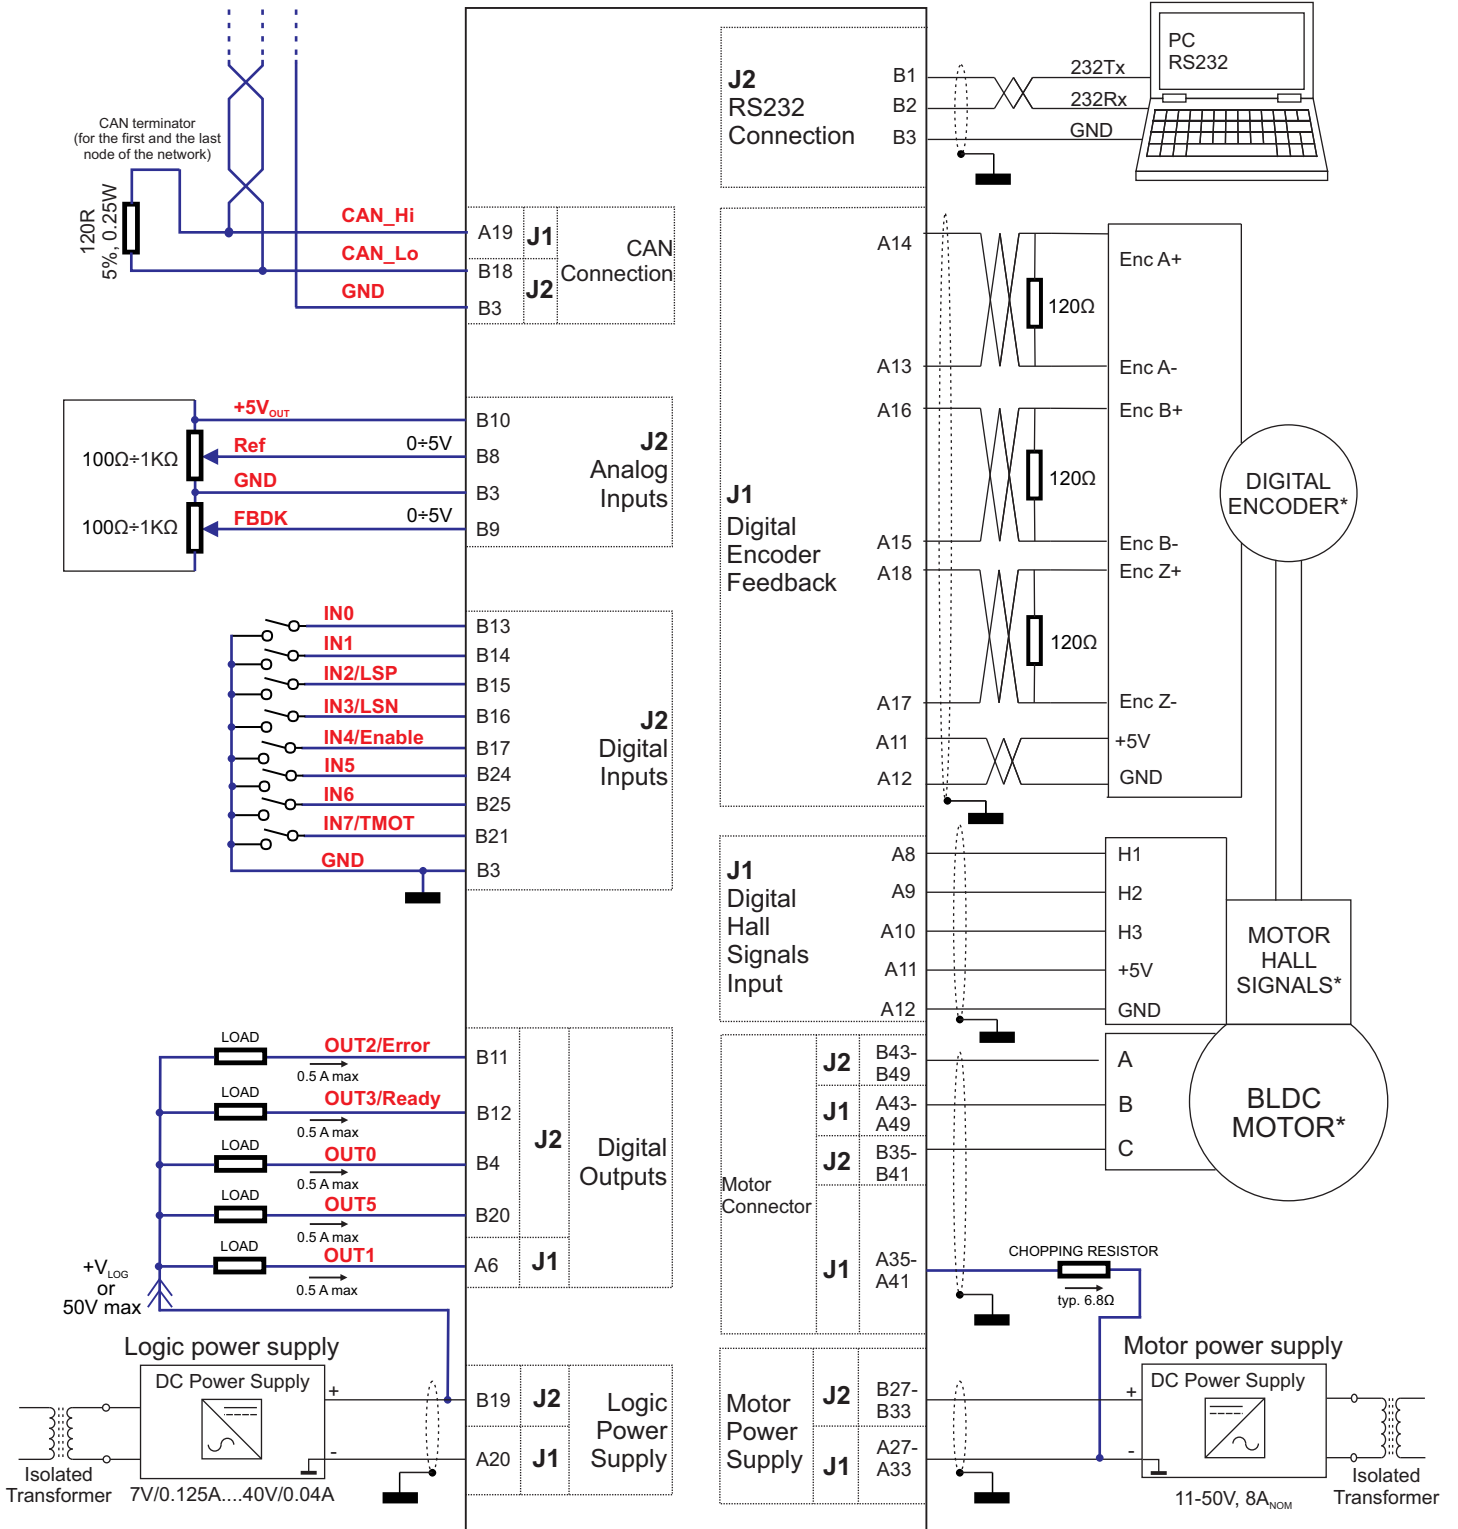 CAN terminator
(for the first and the last
node of the network)
120R
5%, 0.25W
CAN_Hi
CAN_Lo
GND
A19
B18
B3
J1
J2
CAN
Connection
+5VOUT
Ref
GND
FBDK
0÷5V
0÷5V
100Ω÷1KΩ
100Ω÷1KΩ
B10
B8
B3
B9
J2
Analog
Inputs
IN0
IN1
IN2/LSP
IN3/LSN
IN4/Enable
IN5
IN6
IN7/TMOT
GND
B13
B14
B15
B16
B17
B24
B25
B21
B3
J2
Digital
Inputs
LOAD
OUT2/Error
0.5 A max
LOAD
OUT3/Ready
0.5 A max
LOAD
OUT0
0.5 A max
LOAD
OUT5
0.5 A max
LOAD
OUT1
0.5 A max
B11
B12
B4
B20
A6
J2
J1
Digital
Outputs
+VLOG
or
50V max
Logic power supply
DC Power Supply
+
-
Isolated
Transformer
7V/0.125A....40V/0.04A
B19
A20
J2
J1
Logic
Power
Supply
J2
RS232
Connection
B1
B2
B3
232Tx
232Rx
GND
PC
RS232
J1
Digital
Encoder
Feedback
A14
A13
A16
A15
A18
A17
A11
A12
120Ω
120Ω
120Ω
Enc A+
Enc A-
Enc B+
Enc B-
Enc Z+
Enc Z-
+5V
GND
DIGITAL
ENCODER*
J1
Digital
Hall
Signals
Input
A8
A9
A10
A11
A12
H1
H2
H3
+5V
GND
MOTOR
HALL
SIGNALS*
Motor
Connector
J2
J1
J2
J1
B43-
B49
A43-
A49
B35-
B41
A35-
A41
A
B
C
BLDC
MOTOR*
CHOPPING RESISTOR
typ. 6.8Ω
Motor power supply
DC Power Supply
+
-
Isolated
Transformer
11-50V, 8ANOM
Motor
Power
Supply
J2
J1
B27-
B33
A27-
A33